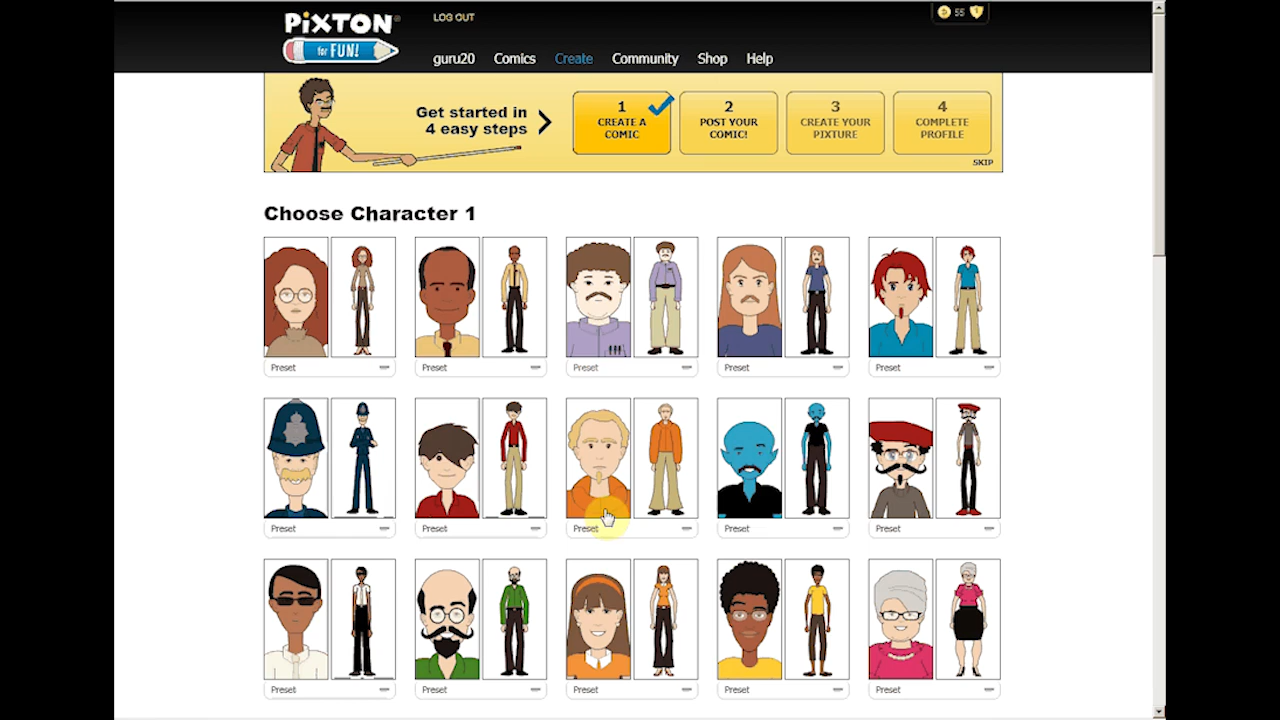 PiXTON®
for FUN!
LOG OUT
55
guru20 Comics Create Community Shop Help
Get started in
4 easy steps
1
CREATE A
COMIC
2
POST YOUR
COMIC!
3
CREATE YOUR
PIXTURE
4
COMPLETE
PROFILE
SKIP
Choose Character 1
Preset Preset Preset Preset Preset
Preset Preset Preset Preset Preset
Preset Preset Preset Preset Preset